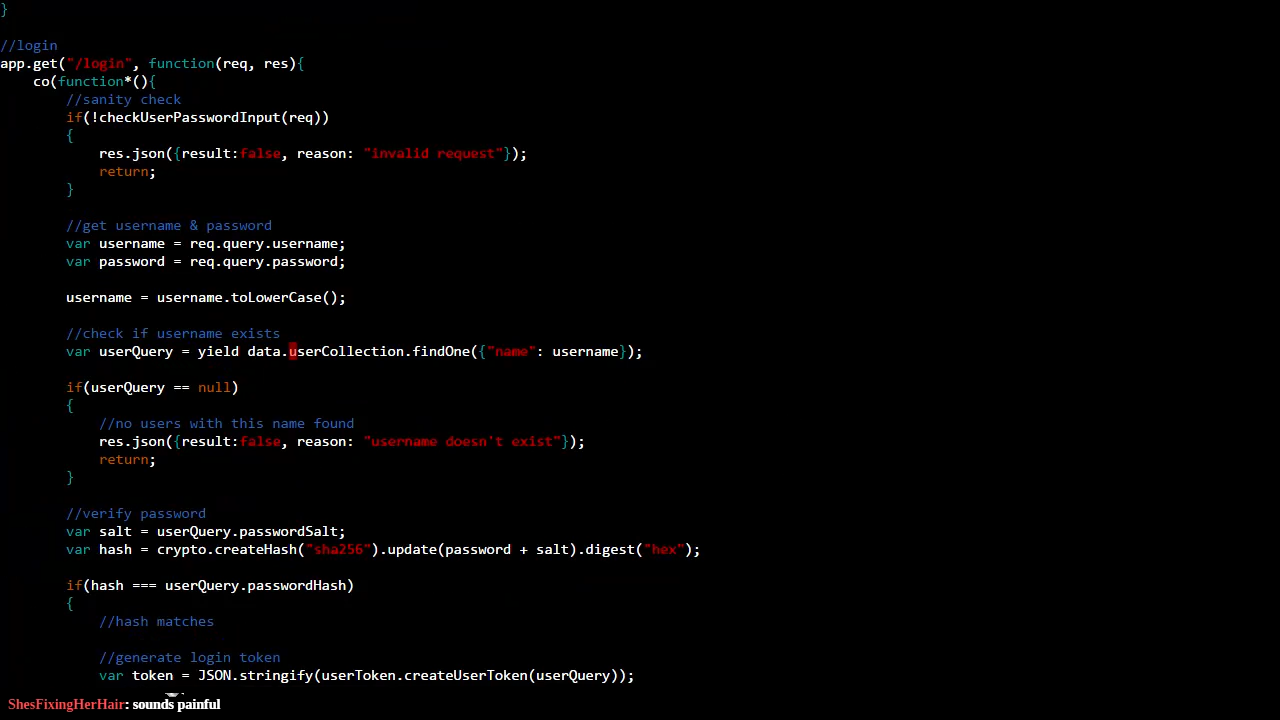 }
//login
app.get("/login", function(req, res){
    co(function*(){
        //sanity check
        if(!checkUserPasswordInput(req))
        {
            res.json({result:false, reason: "invalid request"});
            return;
        }
        //get username & password
        var username = req.query.username;
        var password = req.query.password;
        username = username.toLowerCase();
        //check if username exists
        var userQuery = yield data.userCollection.findOne({"name": username});
        if(userQuery == null)
        {
            //no users with this name found
            res.json({result:false, reason: "username doesn't exist"});
            return;
        }
        //verify password
        var salt = userQuery.passwordSalt;
        var hash = crypto.createHash("sha256").update(password + salt).digest("hex");
        if(hash === userQuery.passwordHash)
        {
            //hash matches
            //generate login token
            var token = JSON.stringify(userToken.createUserToken(userQuery));
ShesFixingHerHair: sounds painful